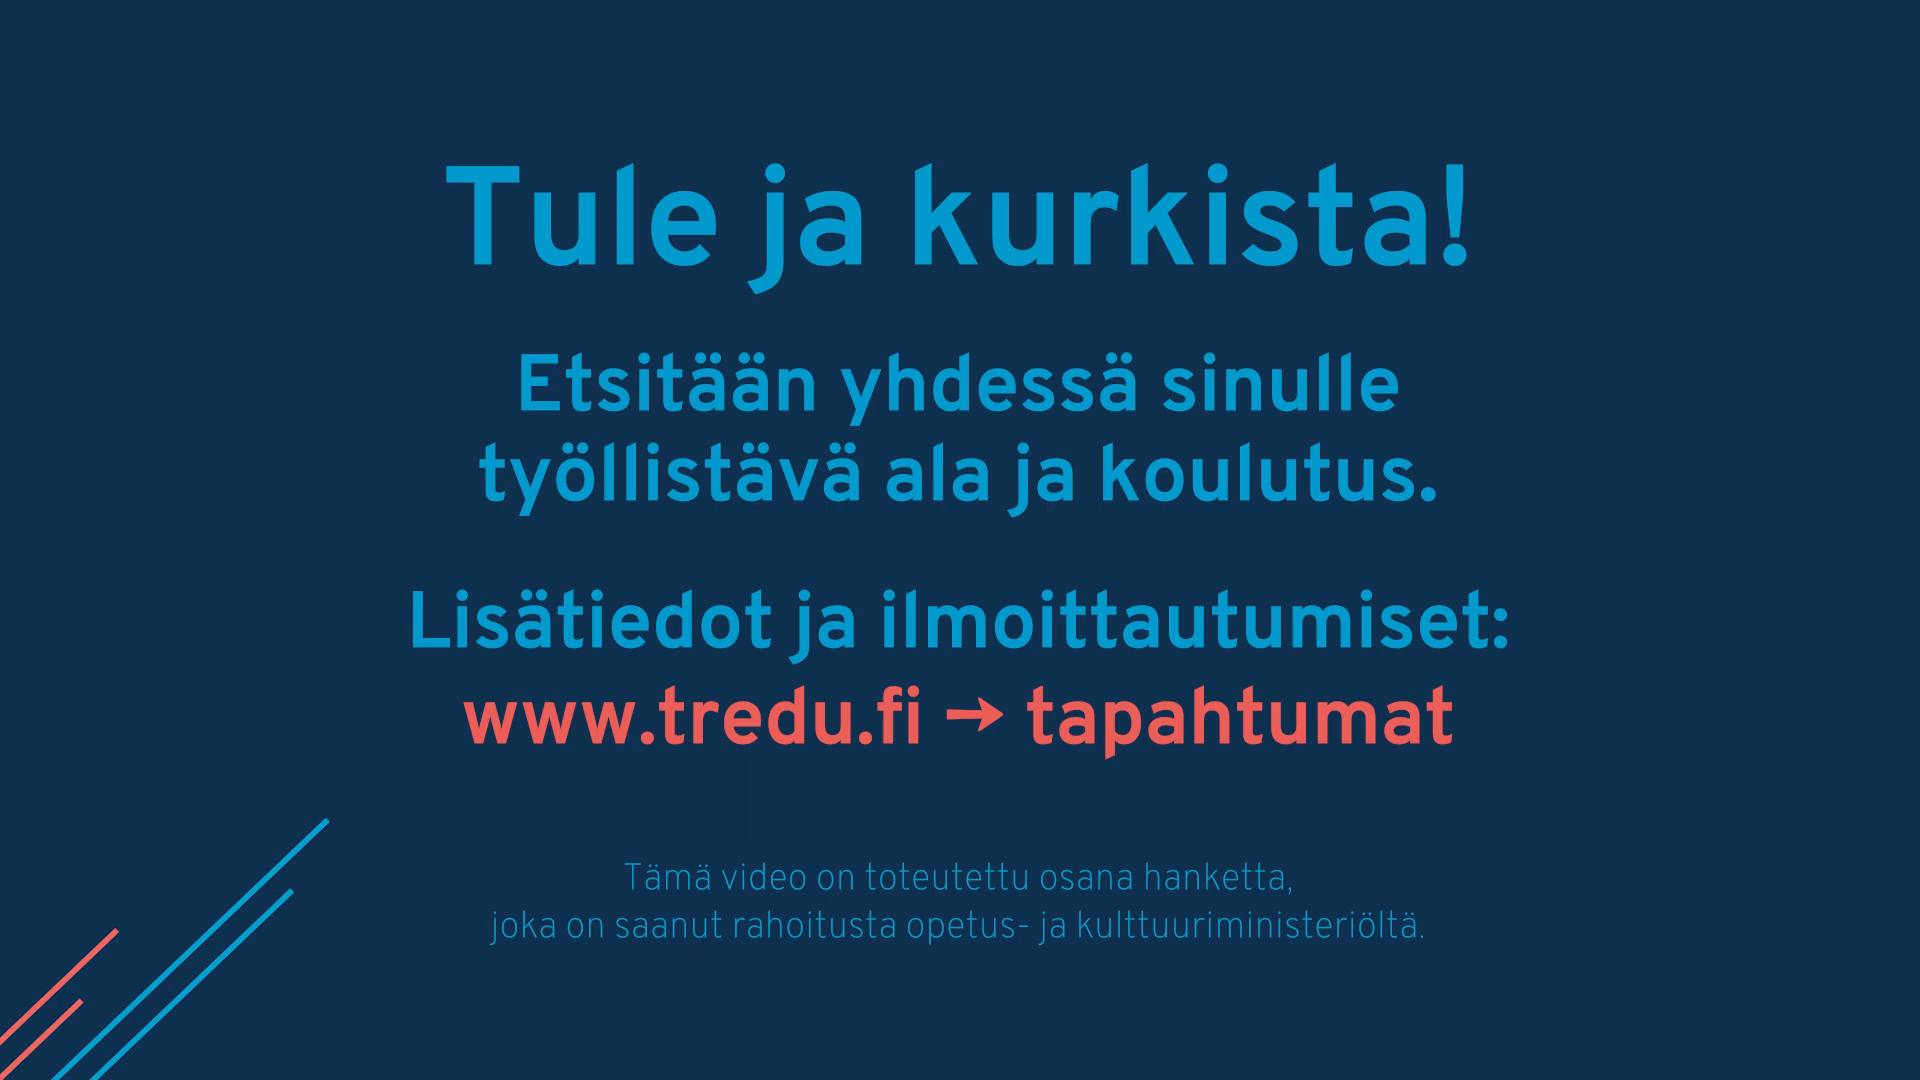 Tule ja kurkista!
Etsitään yhdessä sinulle
työllistävä ala ja koulutus.
Lisätiedot ja ilmoittautumiset:
www.tredu.fi → tapahtumat
Tämä video on toteutettu osana hanketta,
joka on saanut rahoitusta opetus- ja kulttuuriministeriöltä.